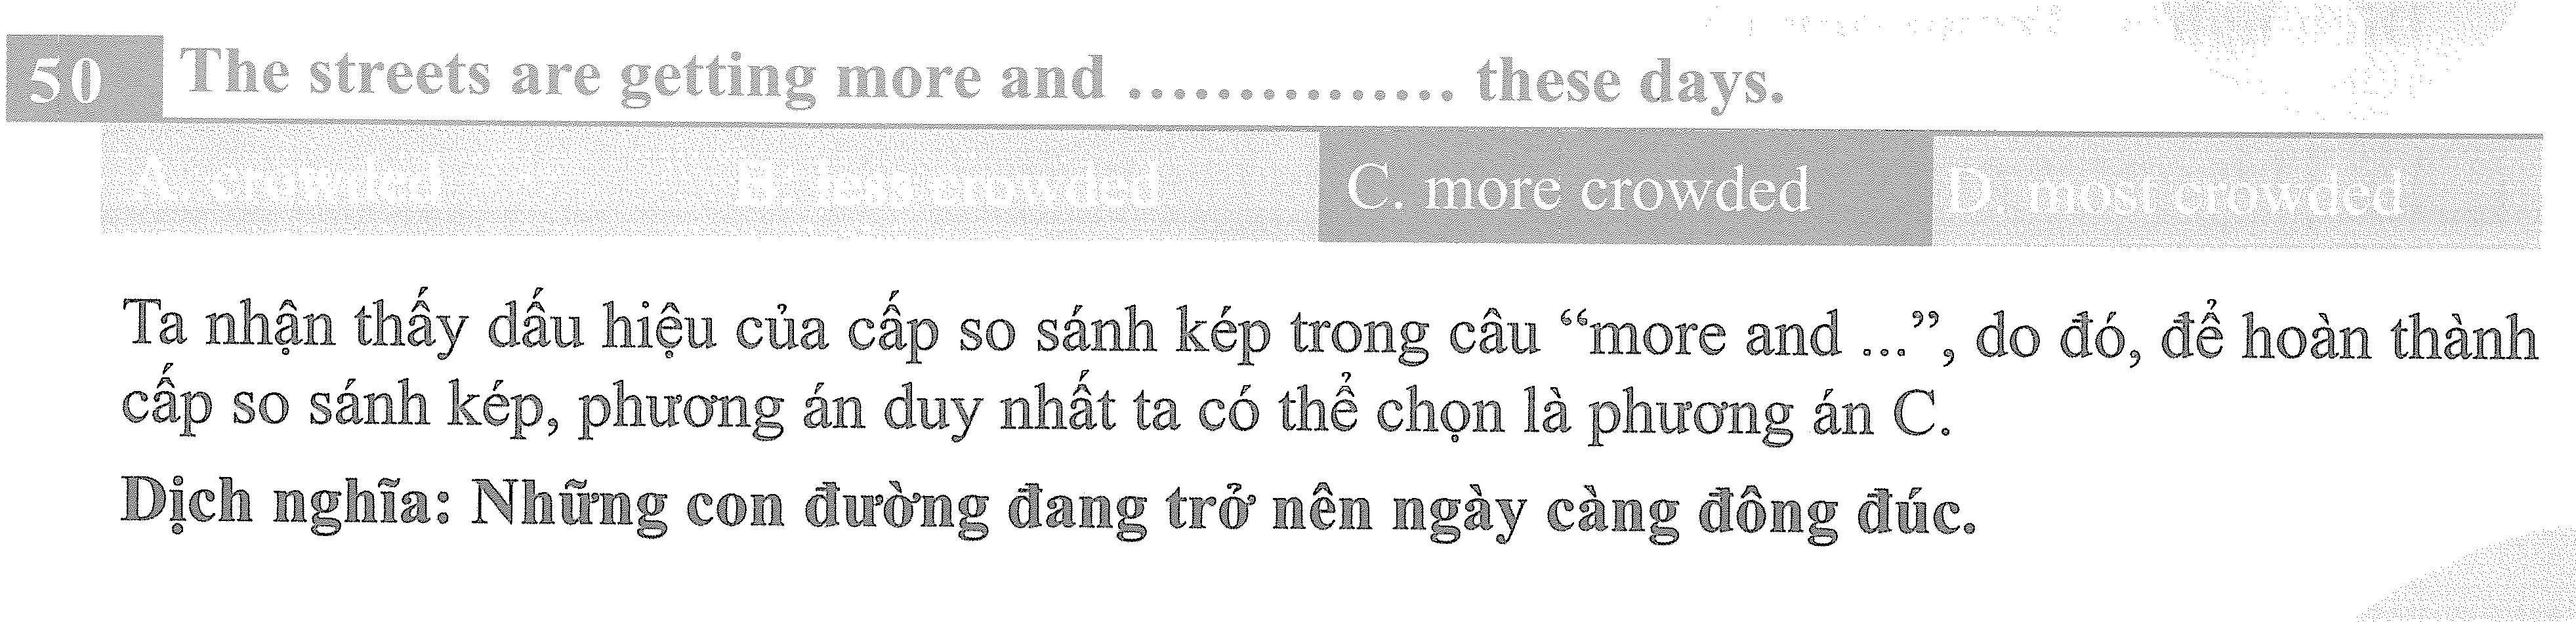 50 The streets are getting more and ............... these days.
A. crowded B. less crowded C. more crowded D. most crowded
Ta nhận thấy dấu hiệu của cấp so sánh kép trong câu “more and ...”, do đó, để hoàn thành
cấp so sánh kép, phương án duy nhất ta có thể chọn là phương án C.
Dịch nghĩa: Những con đường đang trở nên ngày càng đông đúc.